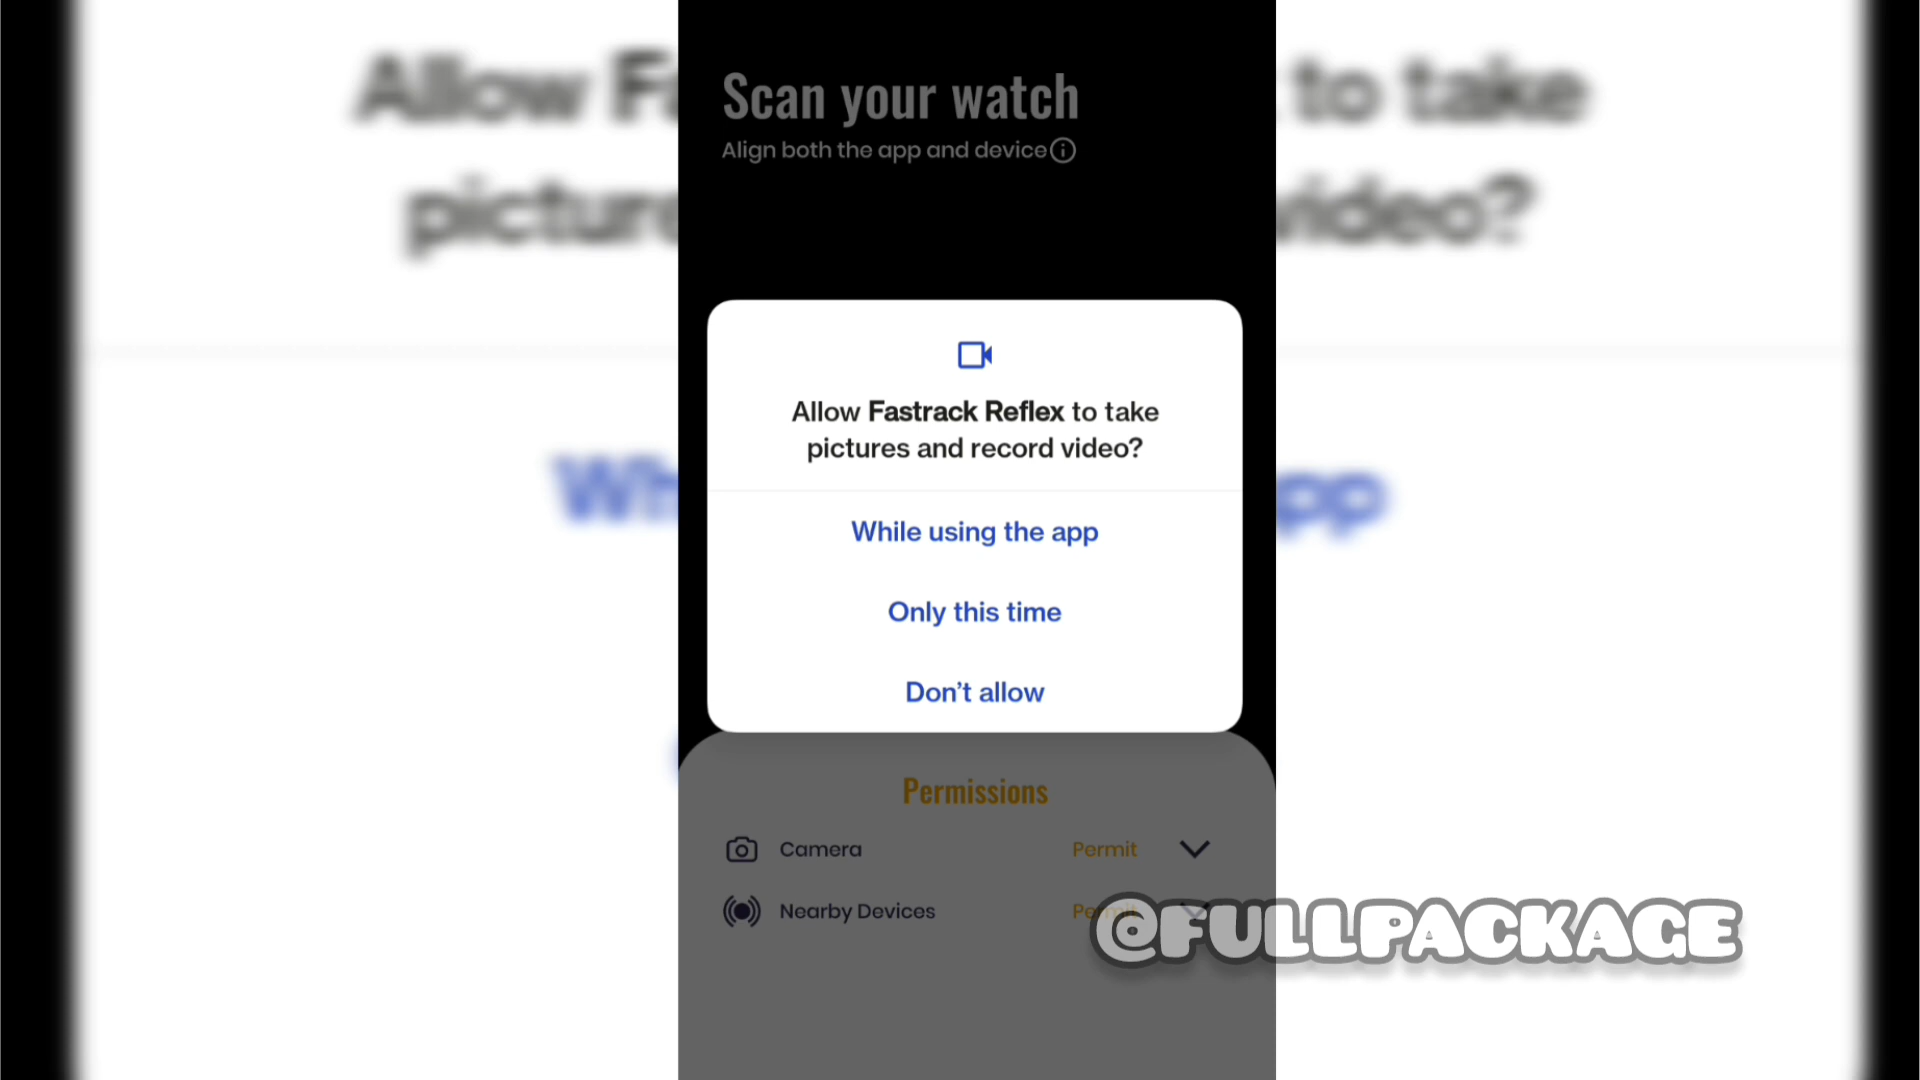 Scan your watch
Align both the app and device
Allow Fastrack Reflex to take
pictures and record video?
While using the app
Only this time
Don’t allow
Permissions
Camera Permit
Nearby Devices Permit
@FULLPACKAGE